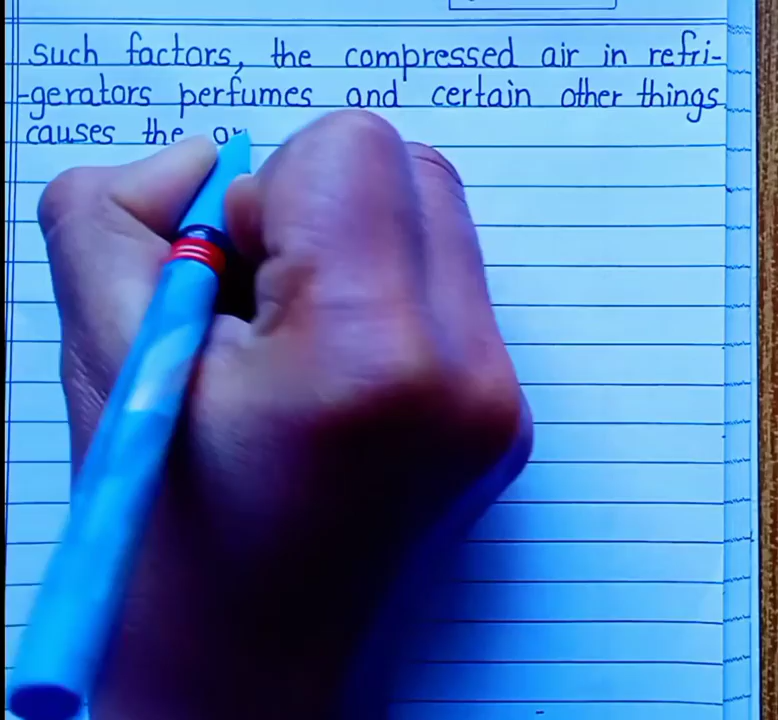 such factors, the compressed air in refri-
-gerators perfumes and certain other things
causes the